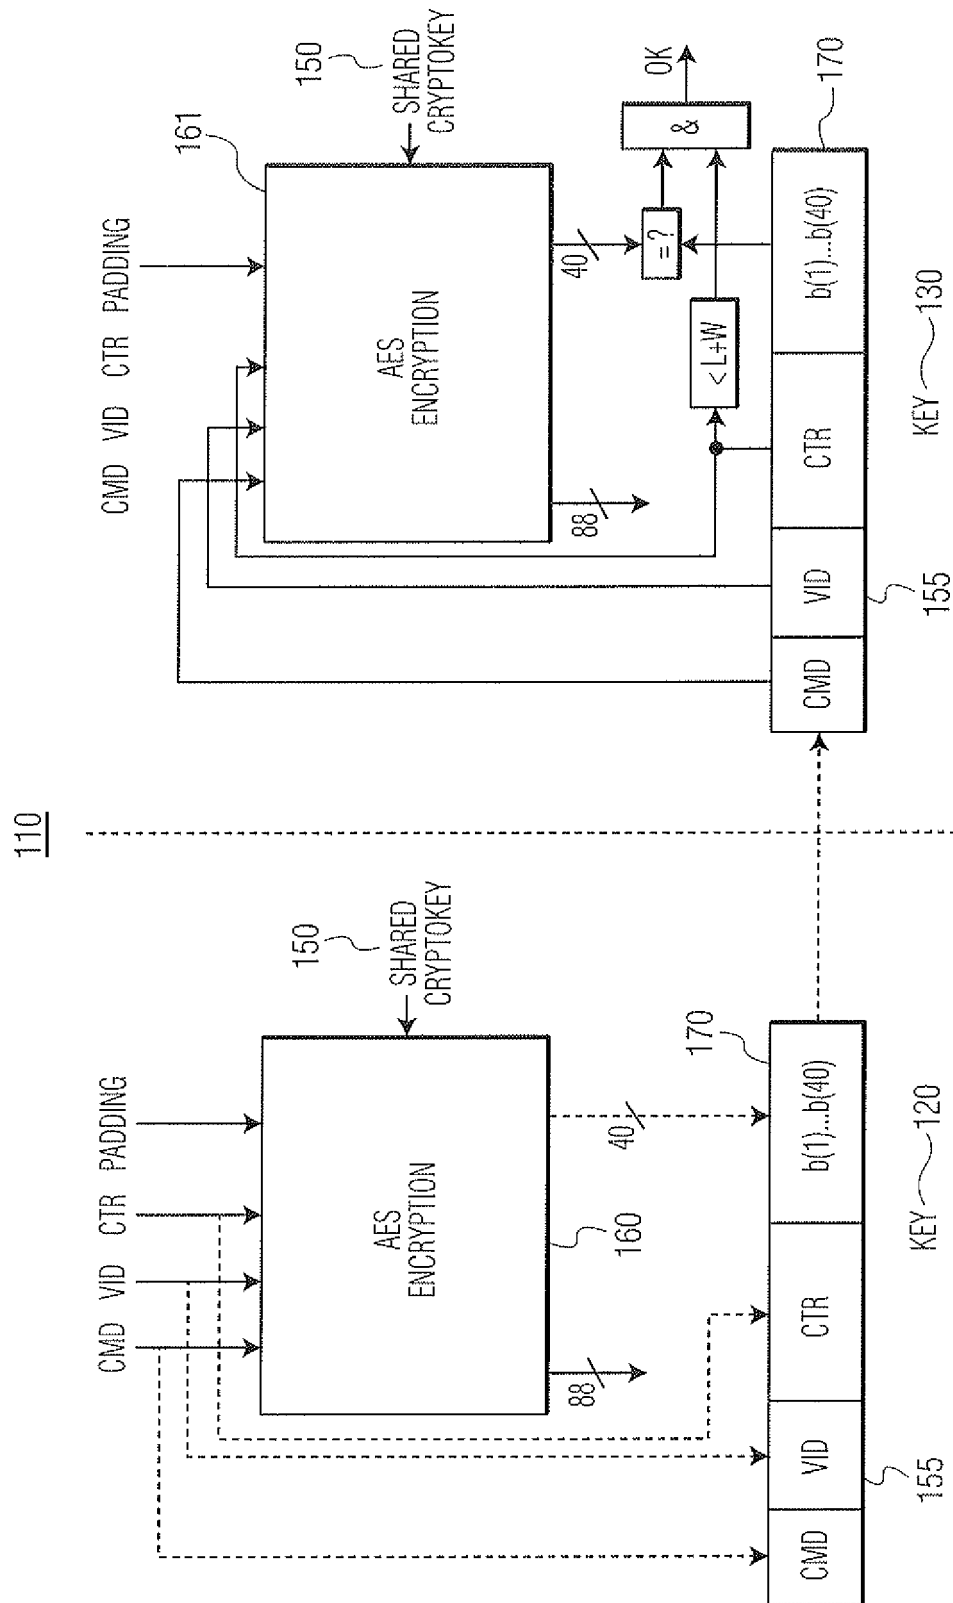 110
CMD VID CTR PADDING
AES
ENCRYPTION
150
SHARED
CRYPTOKEY
160
88
40
170
CMD VID CTR b(1)...b(40)
155
KEY 120
CMD VID CTR PADDING
161
AES
ENCRYPTION
150
SHARED
CRYPTOKEY
88
40
=?
<L+W
&
OK
170
CMD VID CTR b(1)...b(40)
155
KEY 130